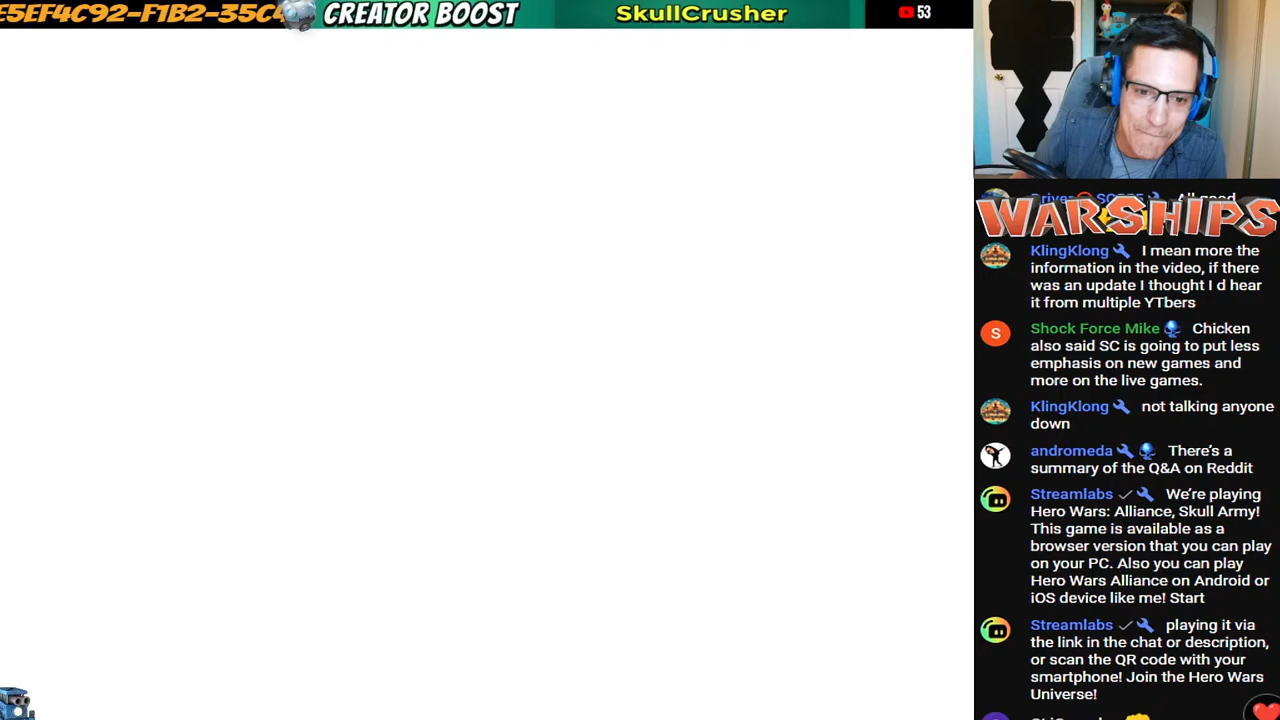 E5EF4C92-F1B2-35C4
CREATOR BOOST
SkullCrusher
53
All good
WARSHIPS
KlingKlong I mean more the
information in the video, if there
was an update I thought I d hear
it from multiple YTbers
Shock Force Mike Chicken
also said SC is going to put less
emphasis on new games and
more on the live games.
KlingKlong not talking anyone
down
andromeda There's a
summary of the Q&A on Reddit
Streamlabs We're playing
Hero Wars: Alliance, Skull Army!
This game is available as a
browser version that you can play
on your PC. Also you can play
Hero Wars Alliance on Android or
iOS device like me! Start
Streamlabs playing it via
the link in the chat or description,
or scan the QR code with your
smartphone! Join the Hero Wars
Universe!